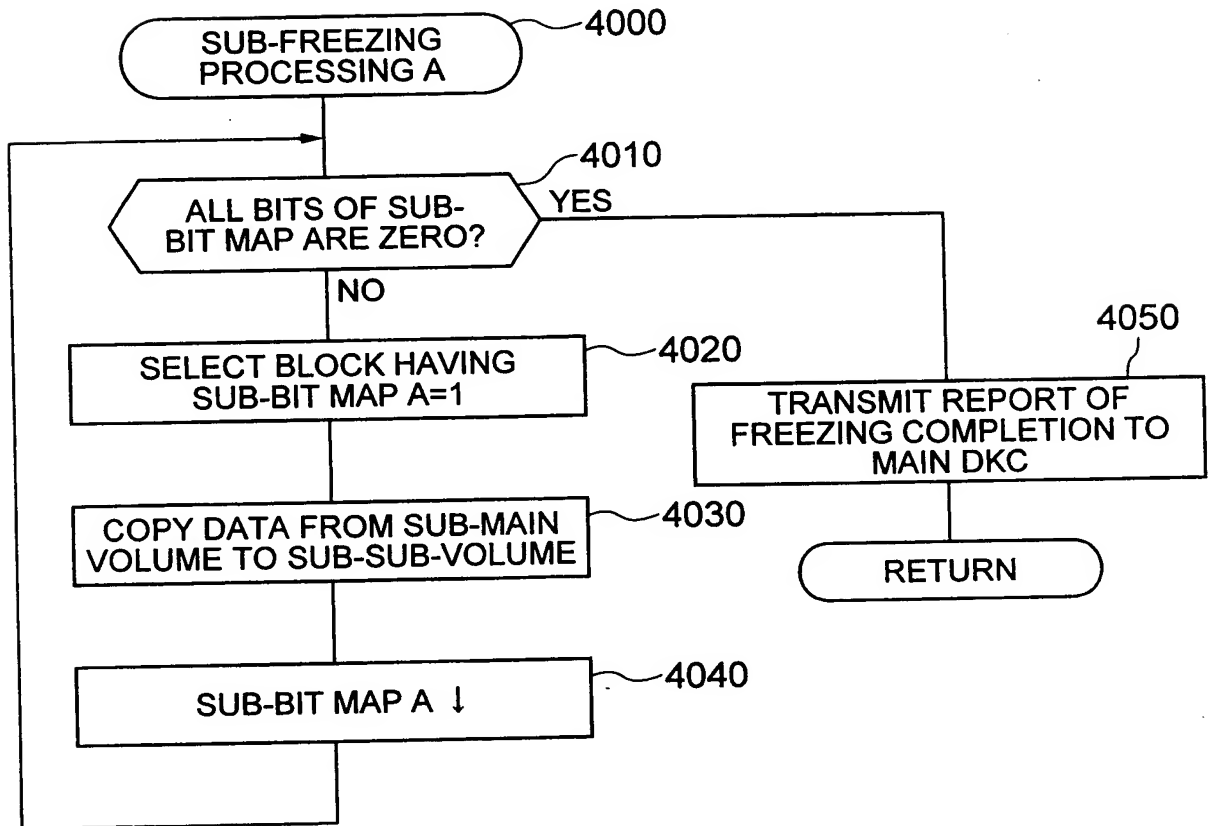 SUB-FREEZING
PROCESSING A
4000
4010
ALL BITS OF SUB-
BIT MAP ARE ZERO?
YES
NO
4020
SELECT BLOCK HAVING
SUB-BIT MAP A=1
4030
COPY DATA FROM SUB-MAIN
VOLUME TO SUB-SUB-VOLUME
4040
SUB-BIT MAP A ↓
4050
TRANSMIT REPORT OF
FREEZING COMPLETION TO
MAIN DKC
RETURN